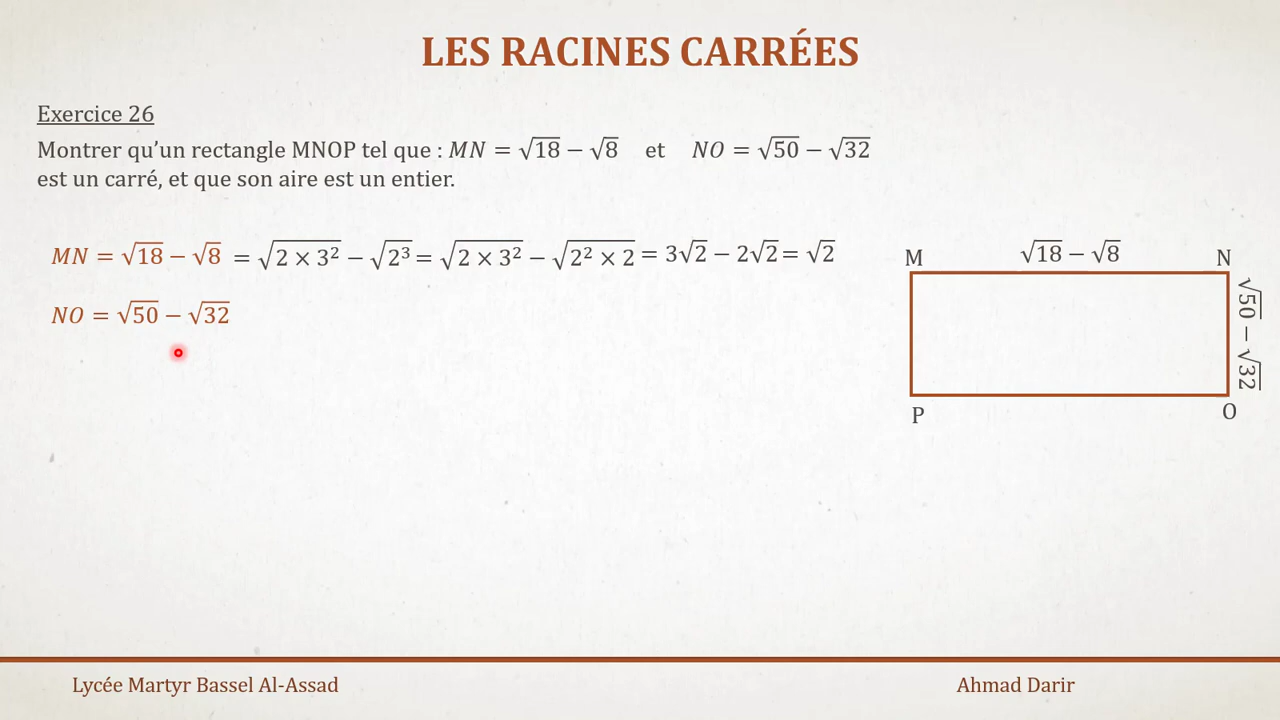 LES RACINES CARRÉES
Exercice 26
Montrer qu'un rectangle MNOP tel que : MN = √18 − √8 et NO = √50 − √32
est un carré, et que son aire est un entier.
MN = √18 − √8 = √(2 × 3²) − √(2³) = √(2 × 3²) − √(2² × 2) = 3√2 − 2√2 = √2
NO = √50 − √32
M √18 − √8 N
√50 − √32
P O
Lycée Martyr Bassel Al-Assad Ahmad Darir